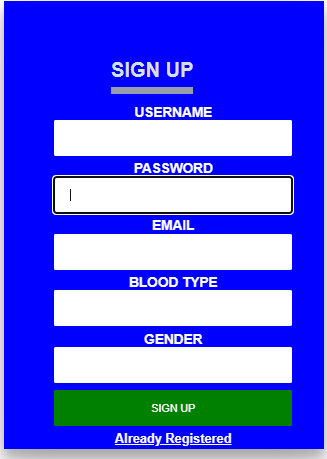 SIGN UP
USERNAME
PASSWORD
EMAIL
BLOOD TYPE
GENDER
SIGN UP
Already Registered